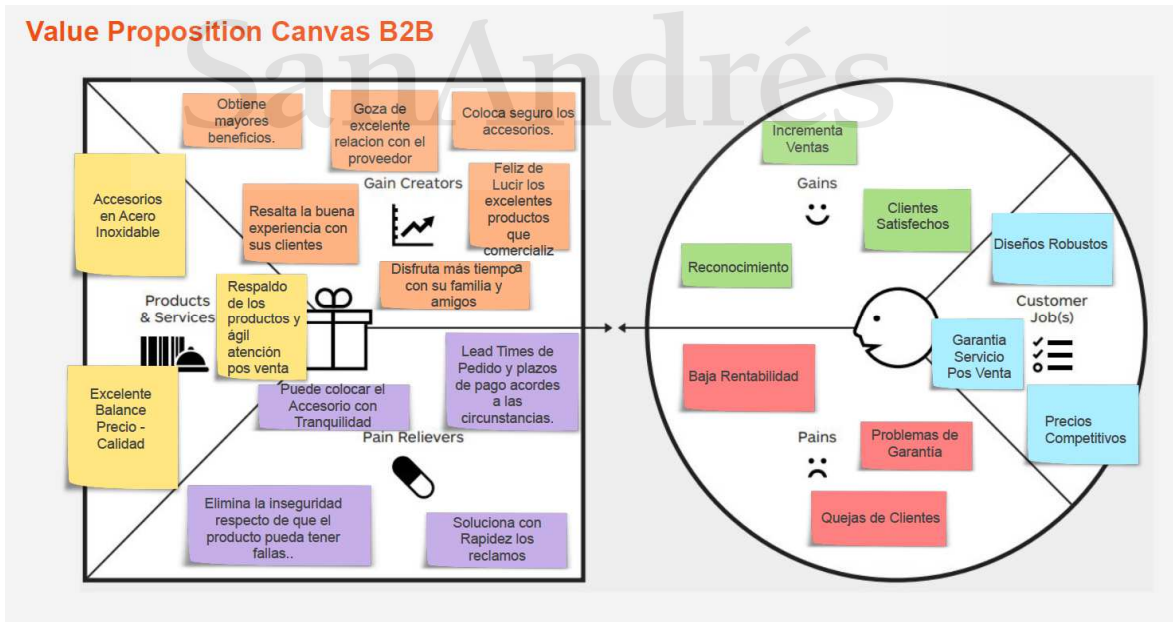 Value Proposition Canvas B2B
SanAndrés
Obtiene
mayores
beneficios.
Goza de
excelente
relacion con el
proveedor
Coloca seguro los
accesorios.
Gain Creators
Feliz de
Lucir los
excelentes
productos
que
comercializ
a
Accesorios
en Acero
Inoxidable
Resalta la buena
experiencia con
sus clientes
Disfruta más tiempo
con su familia y
amigos
Products
& Services
Respaldo
de los
productos y
ágil
atención
pos venta
Excelente
Balance
Precio -
Calidad
Puede colocar el
Accesorio con
Tranquilidad
Lead Times de
Pedido y plazos
de pago acordes
a las
circunstancias.
Pain Relievers
Elimina la inseguridad
respecto de que el
producto pueda tener
fallas..
Soluciona con
Rapidez los
reclamos
Incrementa
Ventas
Gains
Clientes
Satisfechos
Reconocimiento
Diseños Robustos
Customer
Job(s)
Garantia
Servicio
Pos Venta
Precios
Competitivos
Baja Rentabilidad
Pains
Problemas de
Garantía
Quejas de Clientes